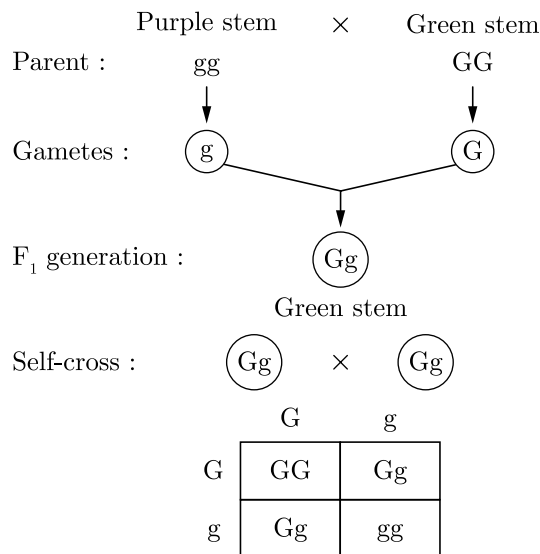 Purple stem × Green stem
Parent : gg GG
Gametes : g G
F₁ generation : Gg
Green stem
Self-cross : Gg × Gg
G g
G GG Gg
g Gg gg